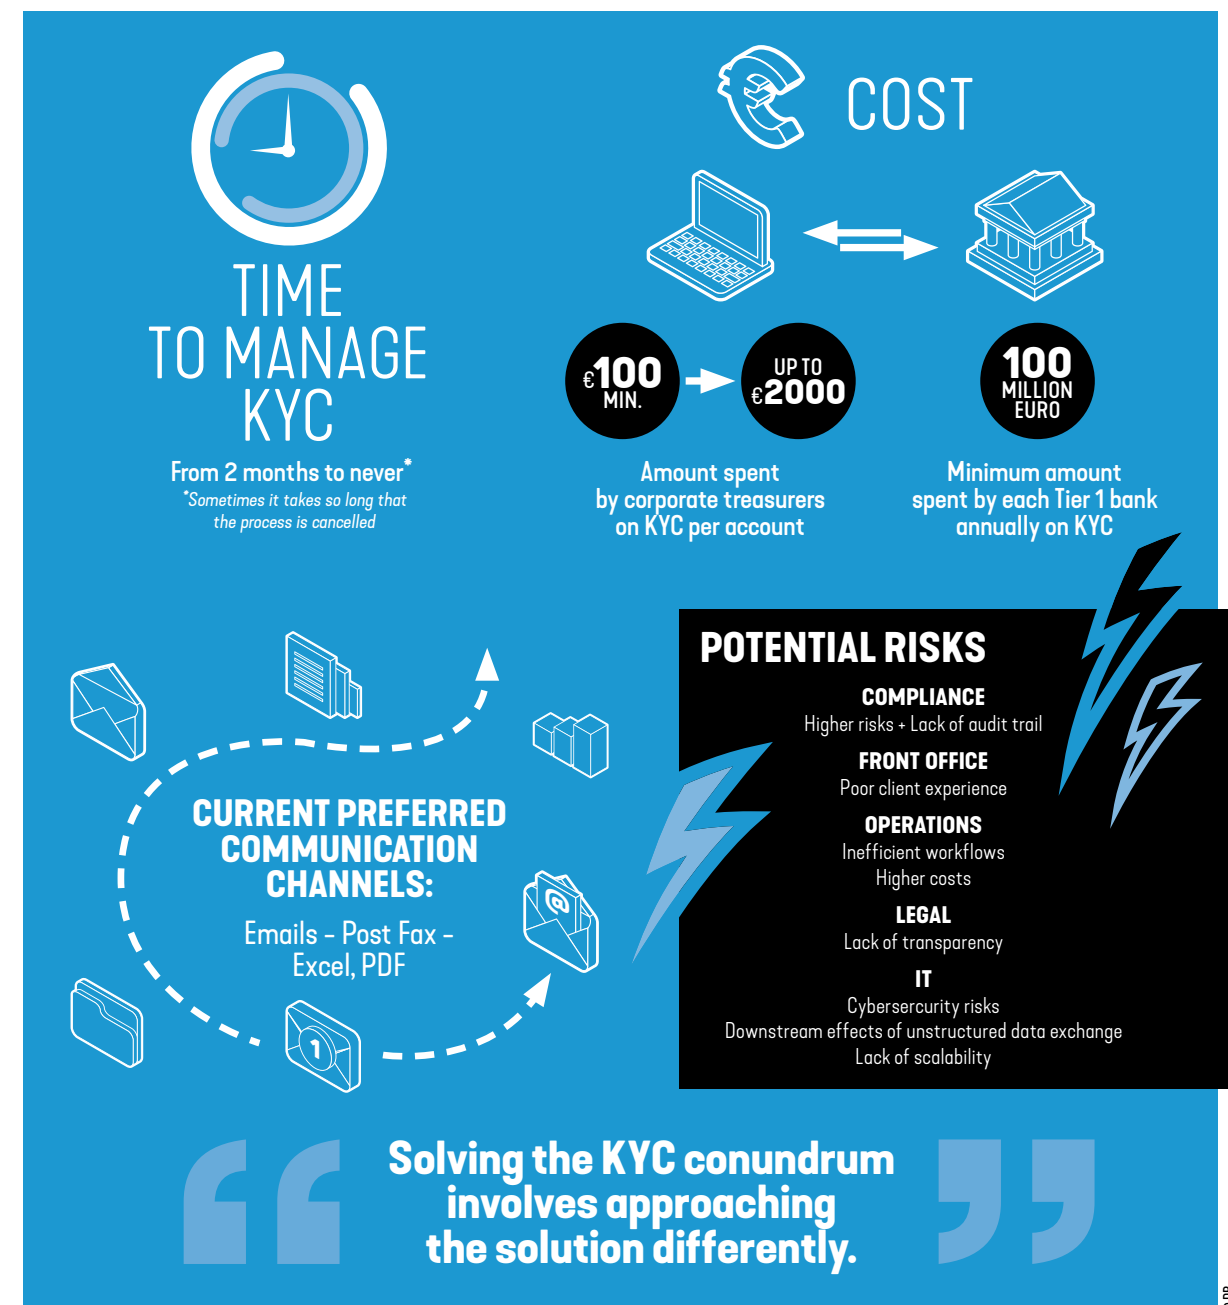 TIME
TO MANAGE
KYC
From 2 months to never*
*Sometimes it takes so long that
the process is cancelled
€ COST
€100
MIN.
UP TO
€2000
100
MILLION
EURO
Amount spent
by corporate treasurers
on KYC per account
Minimum amount
spent by each Tier 1 bank
annually on KYC
CURRENT PREFERRED
COMMUNICATION
CHANNELS:
Emails – Post Fax –
Excel, PDF
@
1
POTENTIAL RISKS
COMPLIANCE
Higher risks + Lack of audit trail
FRONT OFFICE
Poor client experience
OPERATIONS
Inefficient workflows
Higher costs
LEGAL
Lack of transparency
IT
Cybersercurity risks
Downstream effects of unstructured data exchange
Lack of scalability
“Solving the KYC conundrum
involves approaching
the solution differently.”